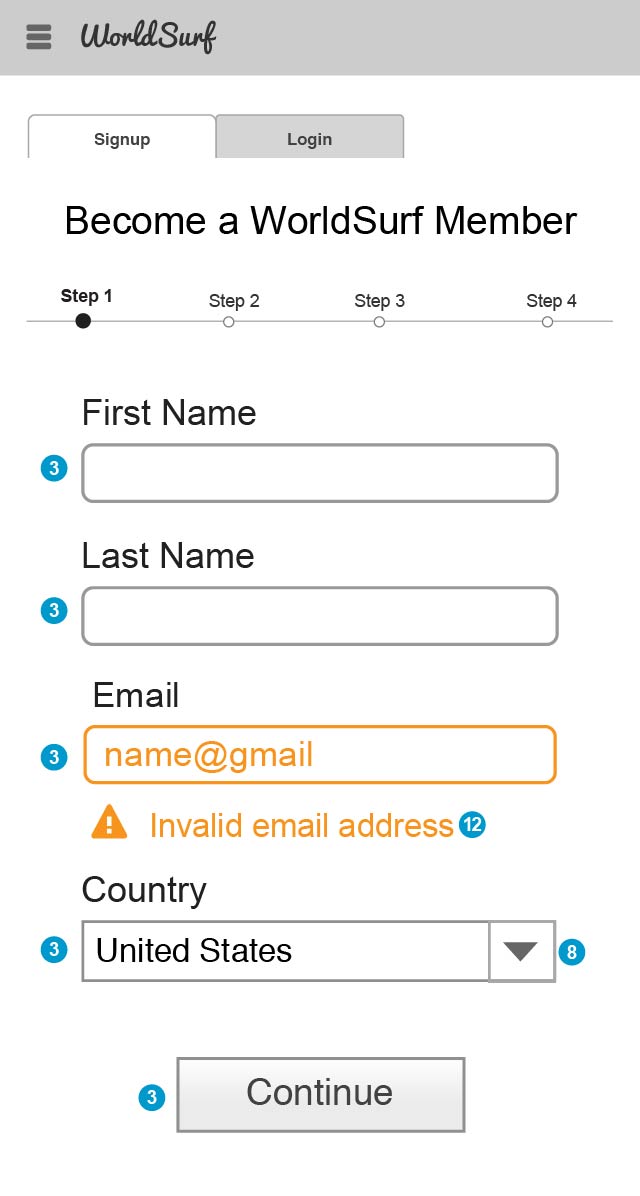 WorldSurf
Signup Login
Become a WorldSurf Member
Step 1 Step 2 Step 3 Step 4
First Name
3
Last Name
3
Email
3 name@gmail
Invalid email address 12
Country
3 United States 8
3 Continue